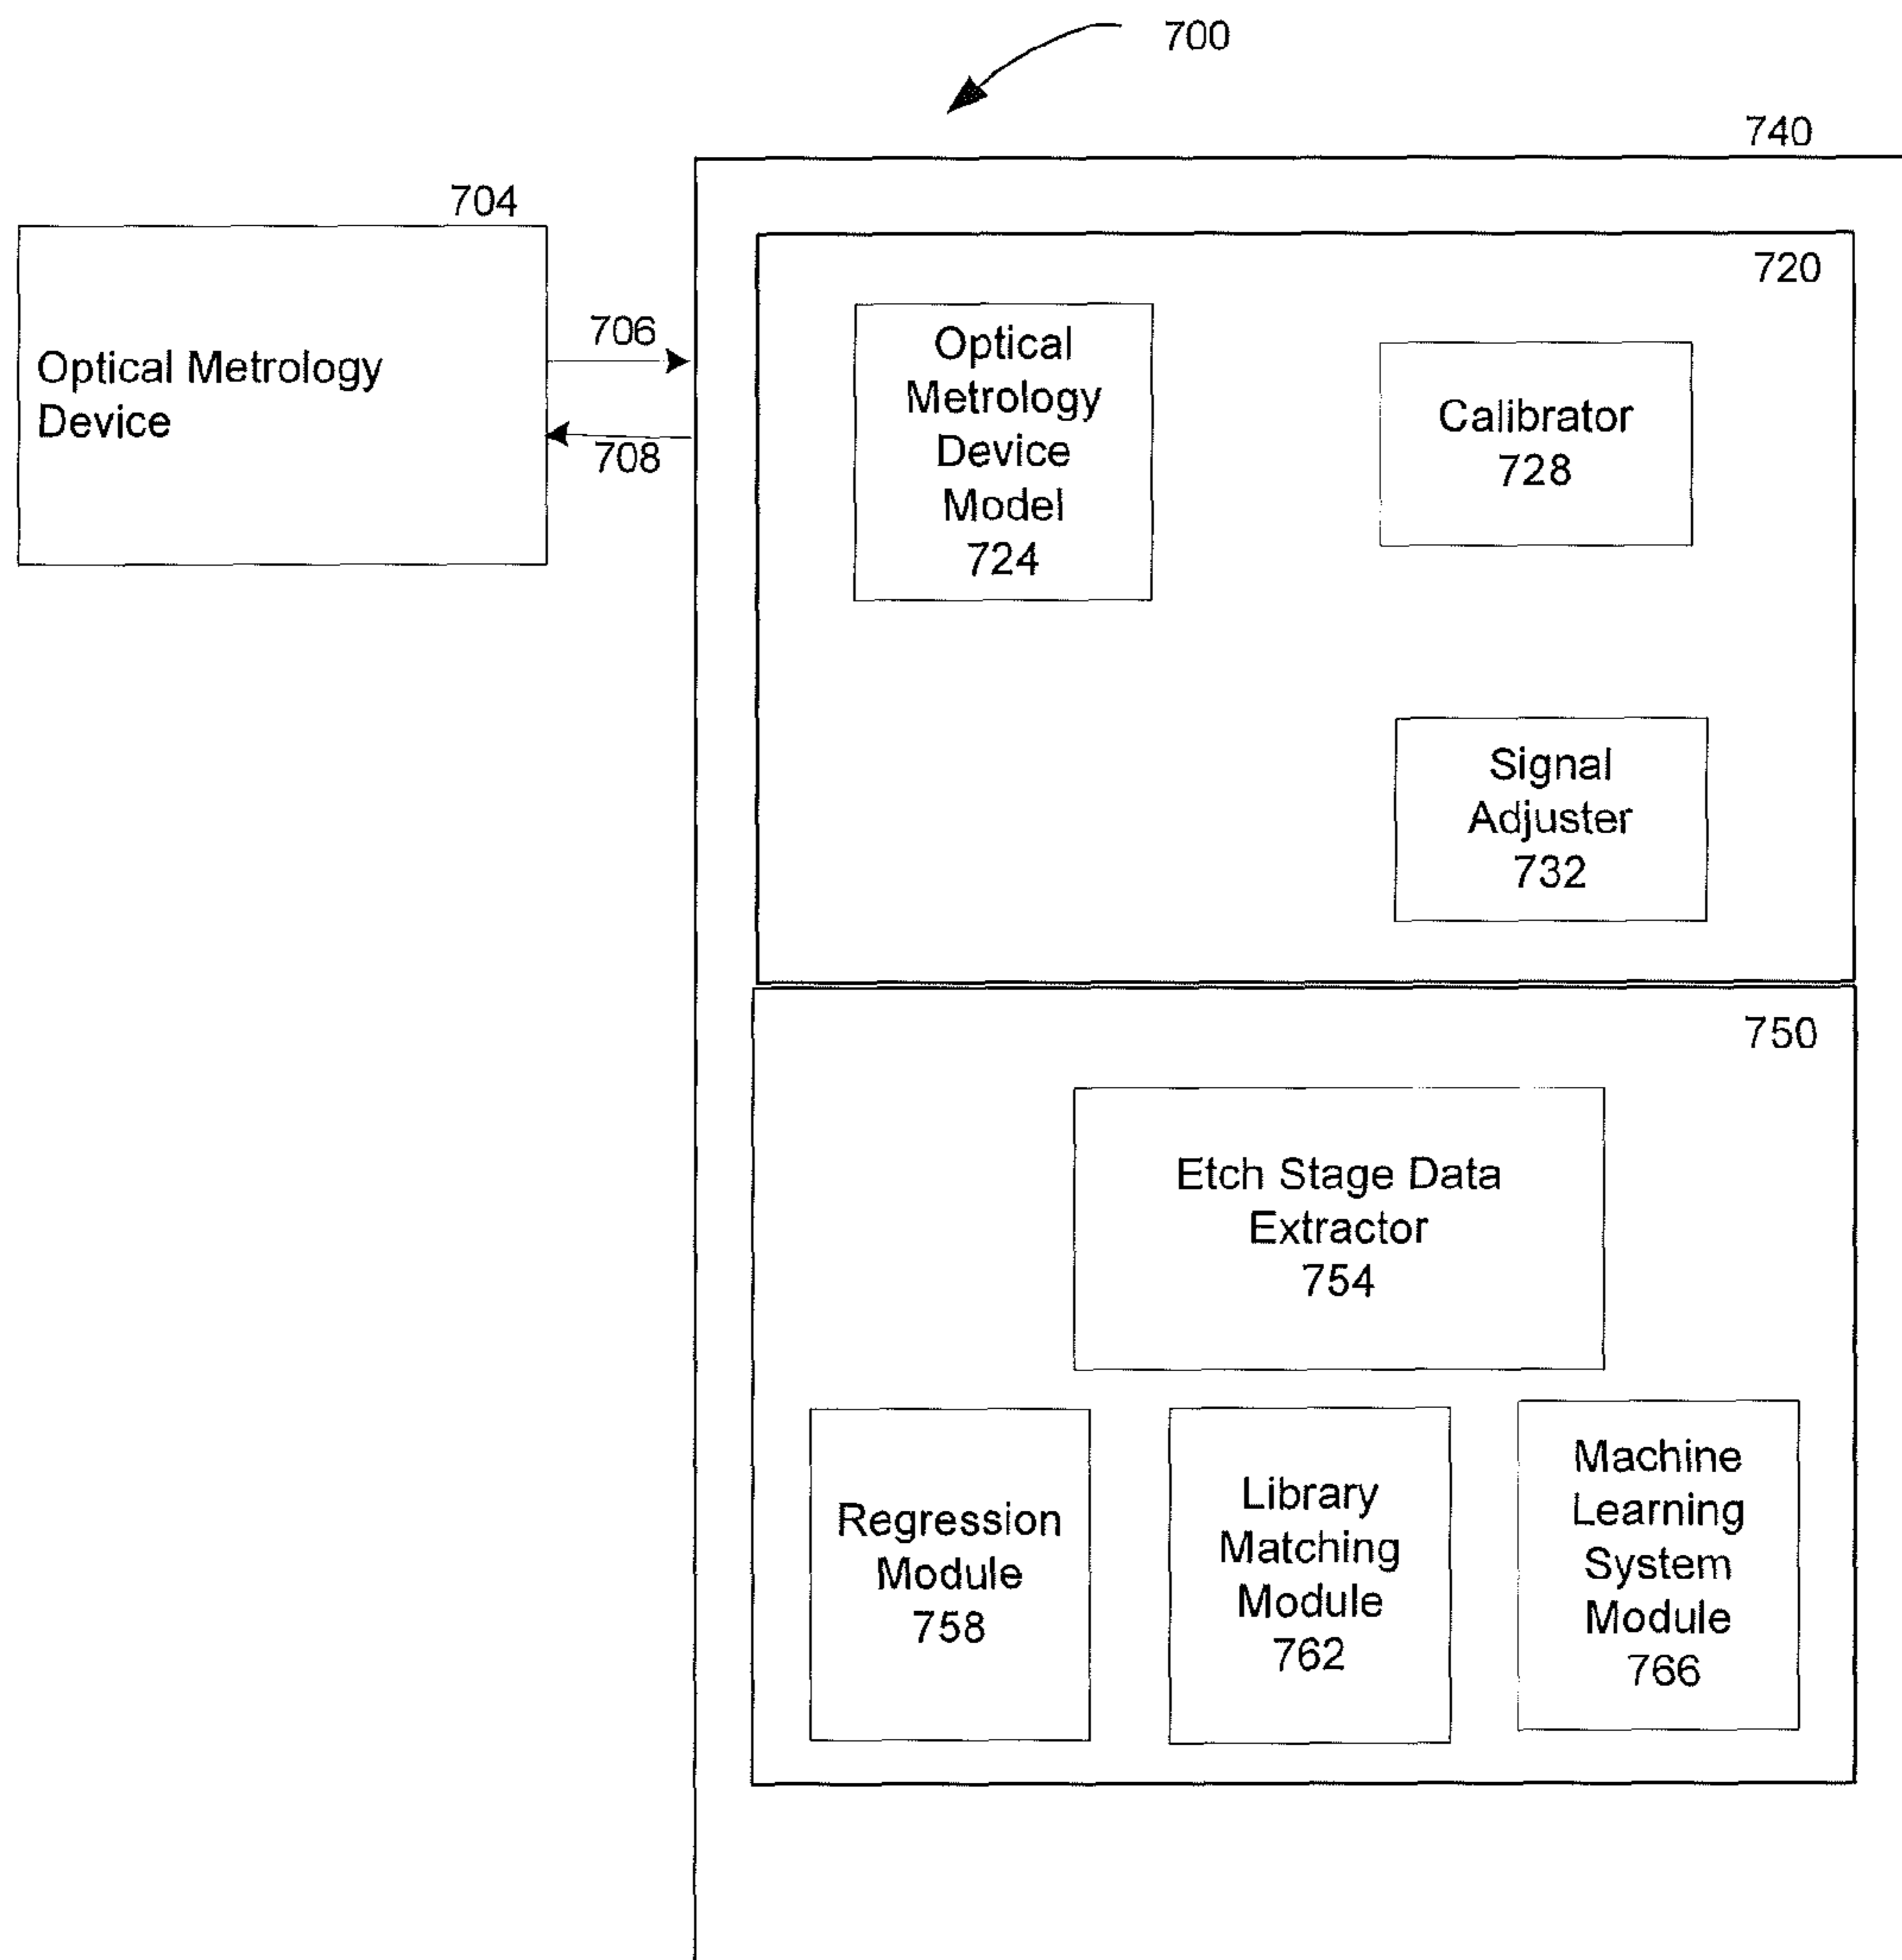 700
740
704
Optical Metrology
Device
706
708
720
Optical
Metrology
Device
Model
724
Calibrator
728
Signal
Adjuster
732
750
Etch Stage Data
Extractor
754
Regression
Module
758
Library
Matching
Module
762
Machine
Learning
System
Module
766